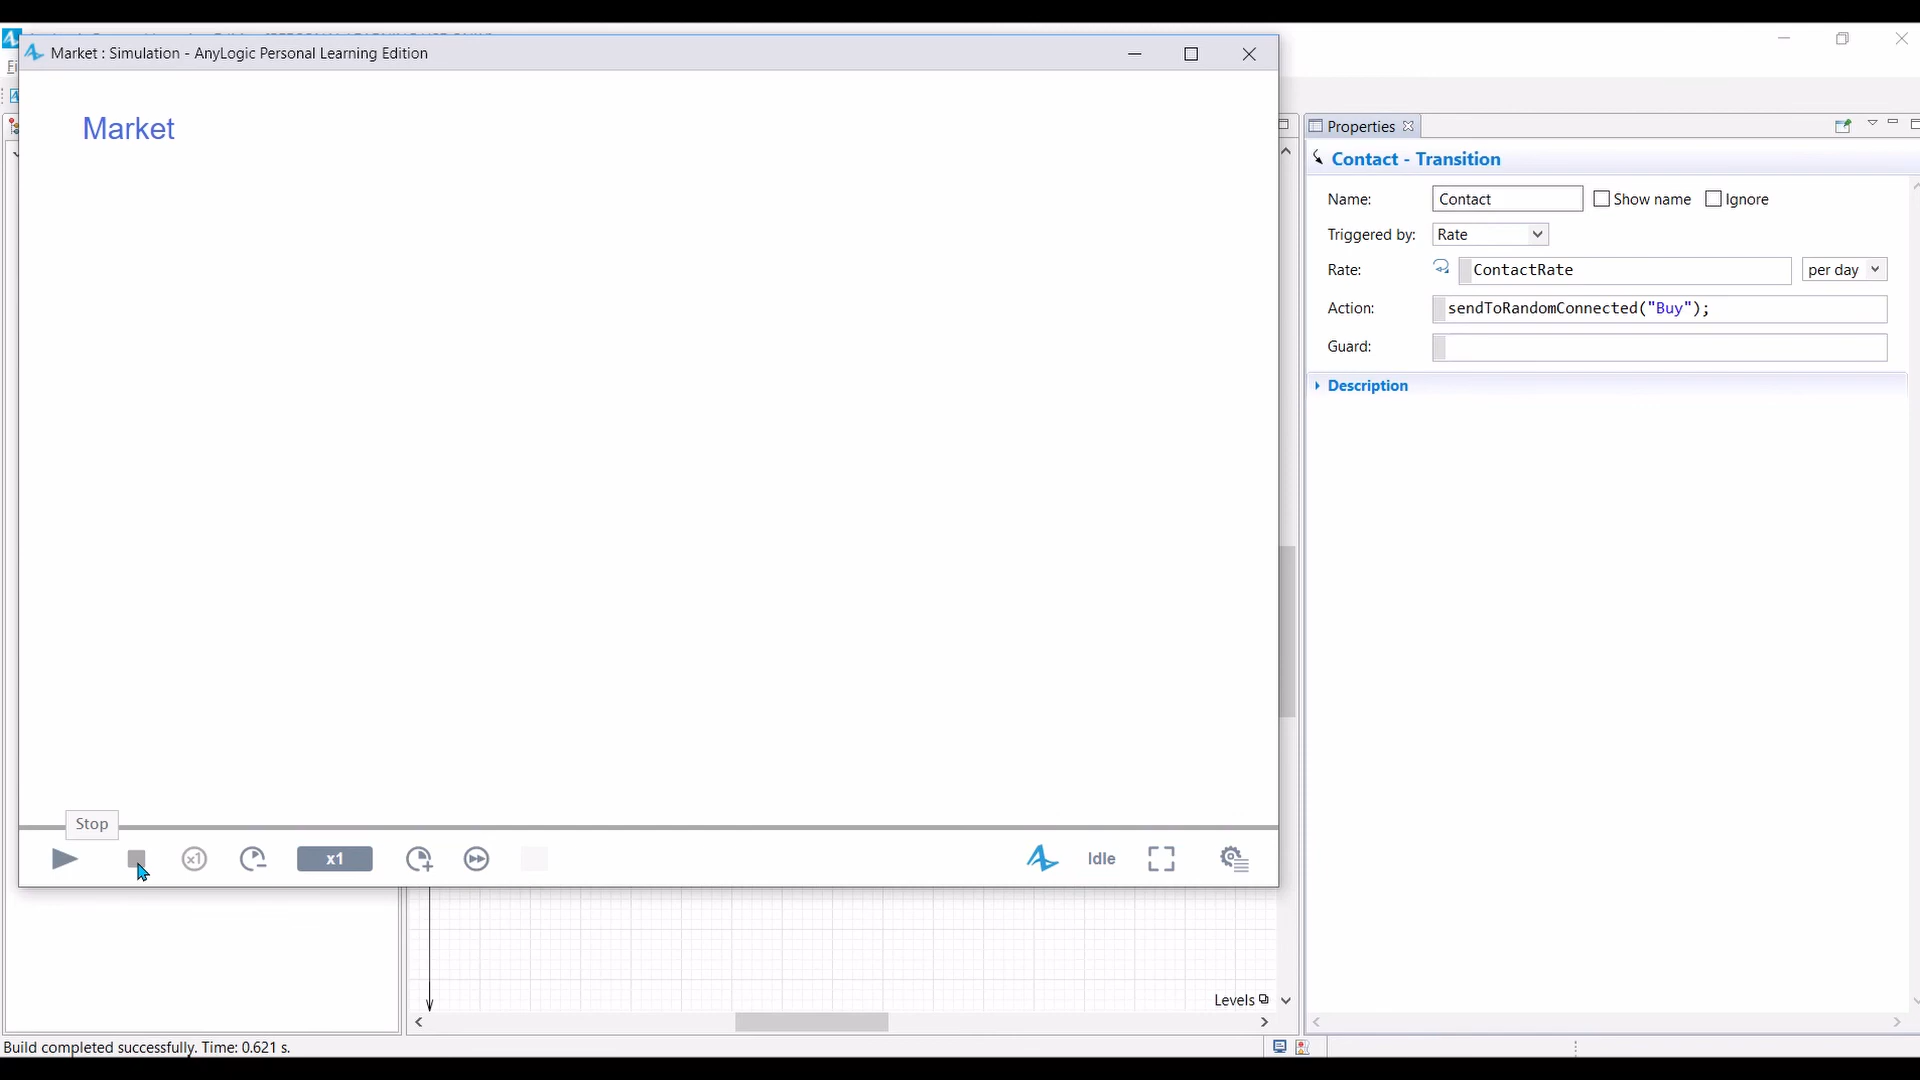 Market : Simulation - AnyLogic Personal Learning Edition
Market
Properties
Contact - Transition
Name: Contact Show name Ignore
Triggered by: Rate
Rate: ContactRate per day
Action: sendToRandomConnected("Buy");
Guard:
Description
Stop
x1 x1 Idle
Levels
Build completed successfully. Time: 0.621 s.